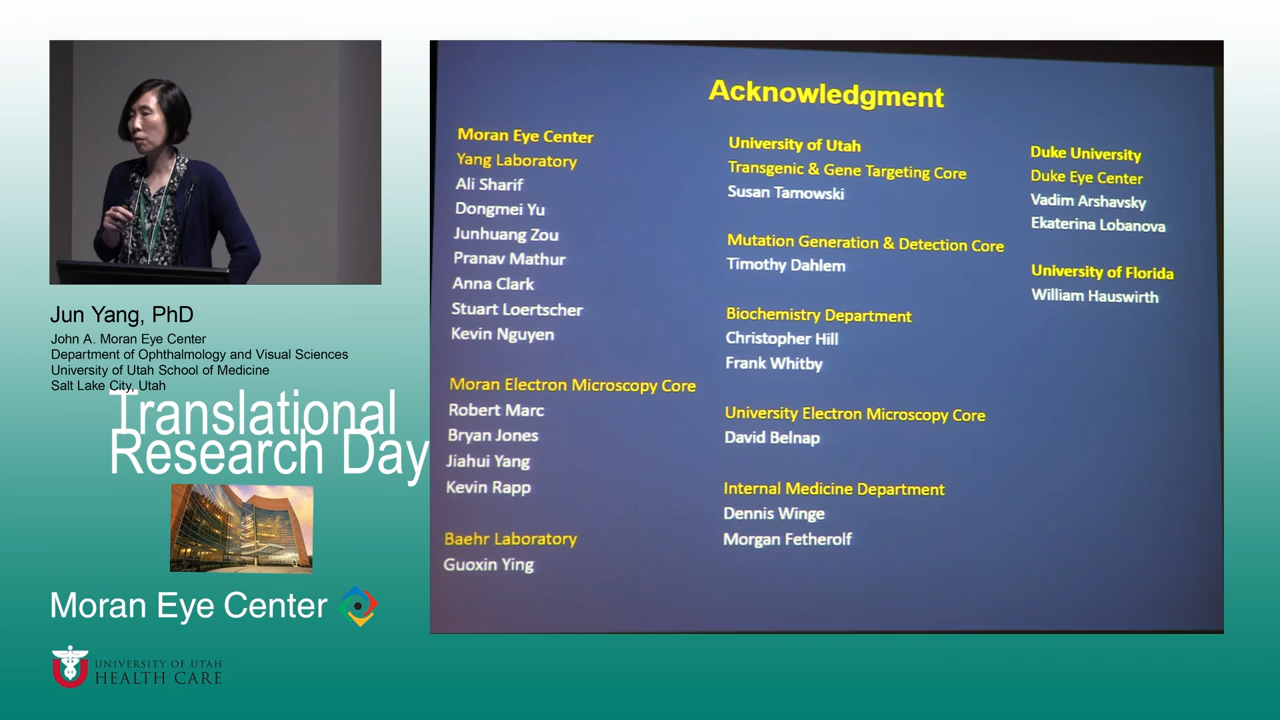 Jun Yang, PhD
John A. Moran Eye Center
Department of Ophthalmology and Visual Sciences
University of Utah School of Medicine
Salt Lake City, Utah
Translational
Research Day
Moran Eye Center
UNIVERSITY OF UTAH
HEALTH CARE
Acknowledgment
Moran Eye Center
Yang Laboratory
Ali Sharif
Dongmei Yu
Junhuang Zou
Pranav Mathur
Anna Clark
Stuart Loertscher
Kevin Nguyen
Moran Electron Microscopy Core
Robert Marc
Bryan Jones
Jiahui Yang
Kevin Rapp
Baehr Laboratory
Guoxin Ying
University of Utah
Transgenic & Gene Targeting Core
Susan Tamowski
Mutation Generation & Detection Core
Timothy Dahlem
Biochemistry Department
Christopher Hill
Frank Whitby
University Electron Microscopy Core
David Belnap
Internal Medicine Department
Dennis Winge
Morgan Fetherolf
Duke University
Duke Eye Center
Vadim Arshavsky
Ekaterina Lobanova
University of Florida
William Hauswirth